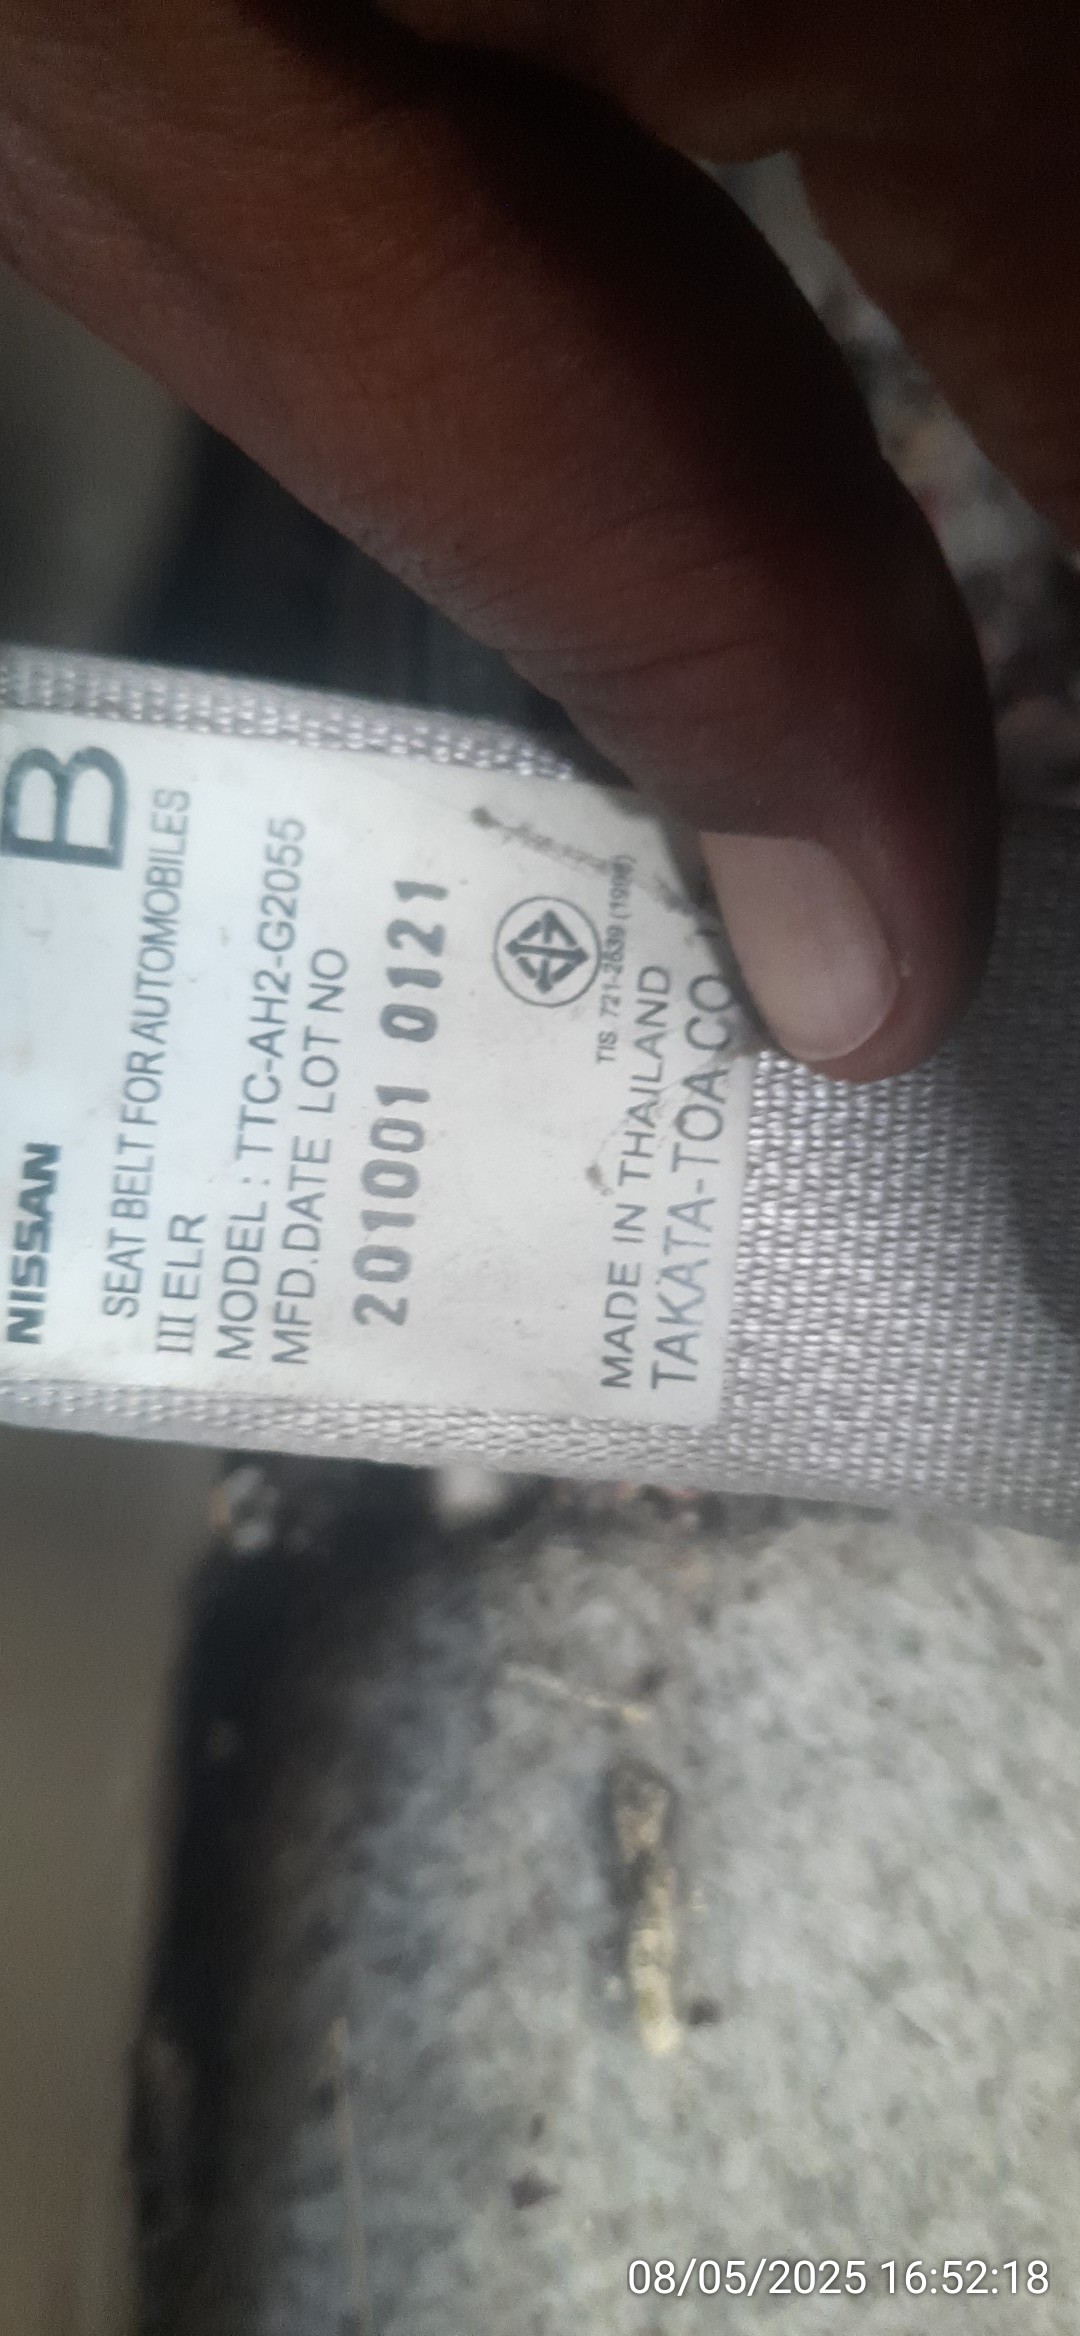 NISSAN B
SEAT BELT FOR AUTOMOBILES
III ELR
MODEL : TTC-AH2-G2055
MFD.DATE LOT NO
201001 0121
TIS 721-2539 (1996)
MADE IN THAILAND
TAKATA-TOA CO
08/05/2025 16:52:18